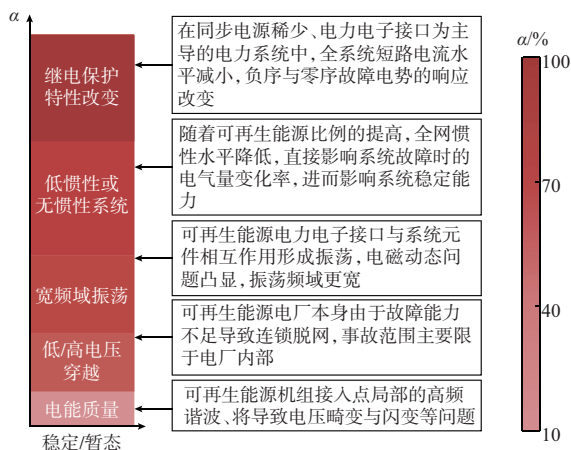 α
继电保护
特性改变
低惯性或
无惯性系统
宽频域振荡
低/高电压
穿越
电能质量
稳定/暂态
在同步电源稀少、电力电子接口为主
导的电力系统中，全系统短路电流水
平减小，负序与零序故障电势的响应
改变
随着可再生能源比例的提高，全网惯
性水平降低，直接影响系统故障时的
电气量变化率，进而影响系统稳定能
力
可再生能源电力电子接口与系统元
件相互作用形成振荡，电磁动态问
题凸显，振荡频域更宽
可再生能源电厂本身由于故障能力
不足导致连锁脱网，事故范围主要限
于电厂内部
可再生能源机组接入点局部的高频
谐波、将导致电压畸变与闪变等问题
α/%
100
70
40
10